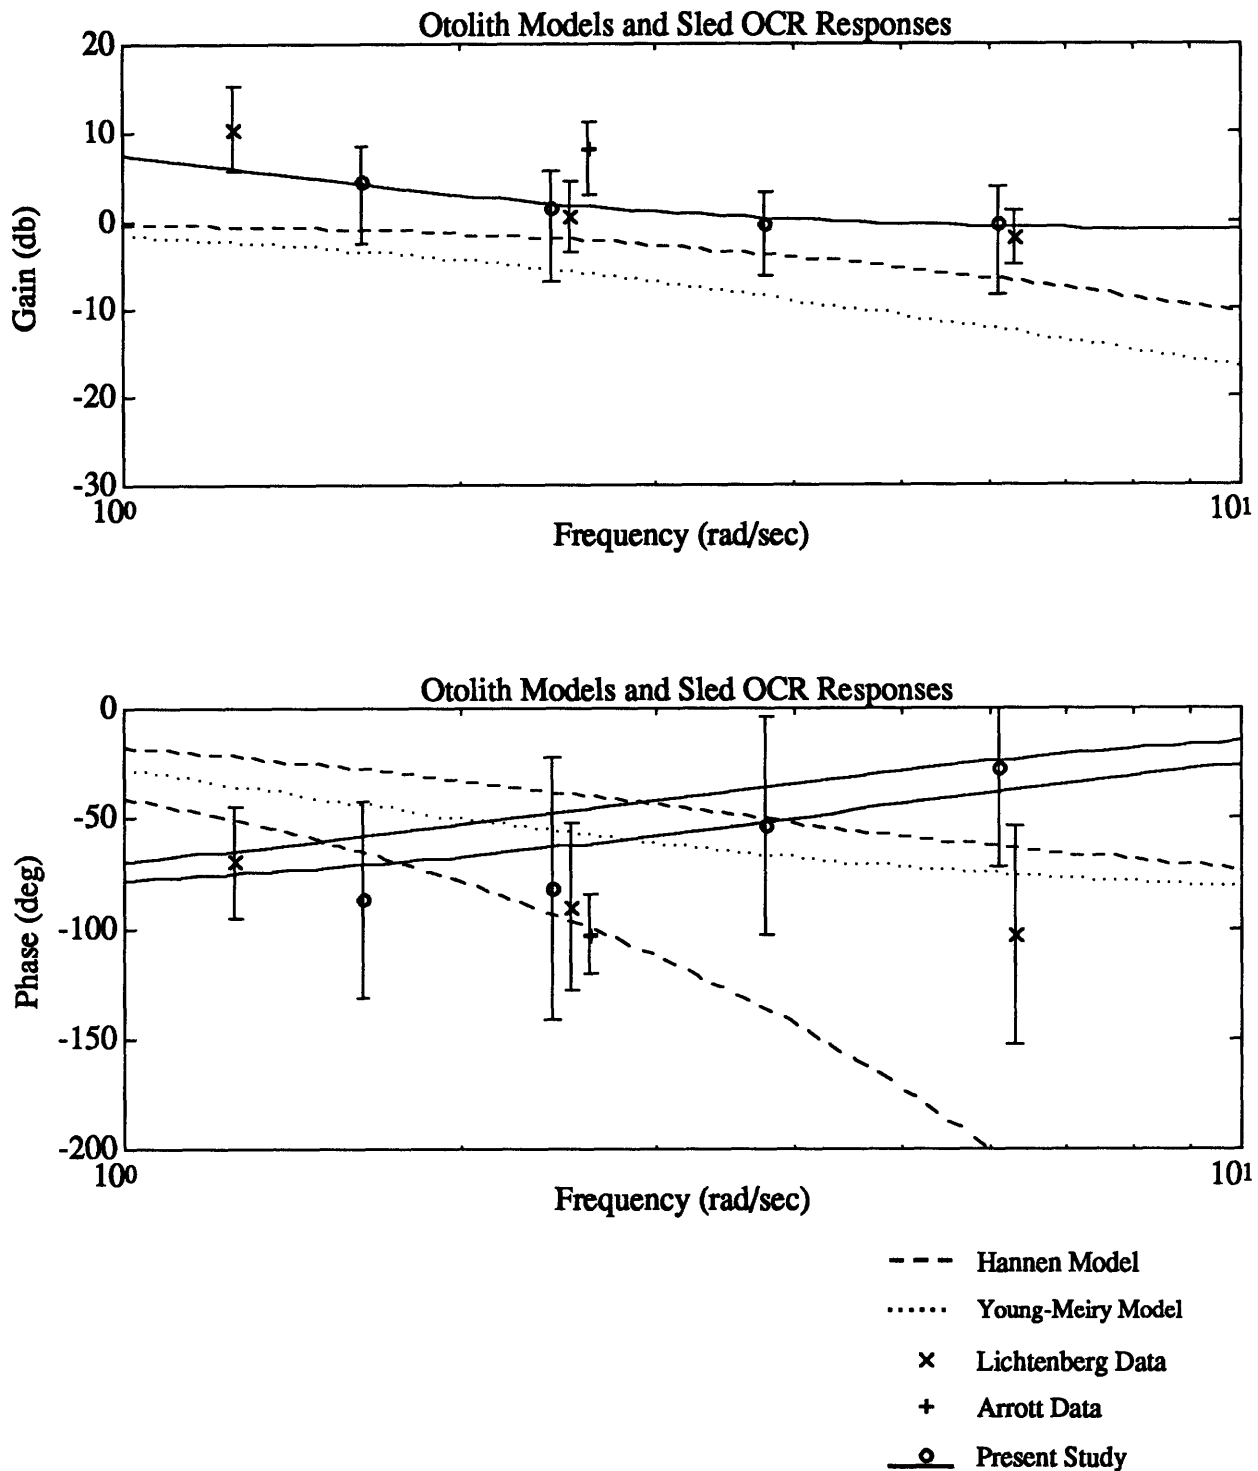 Otolith Models and Sled OCR Responses
20
10
0
-10
-20
-30
Gain (db)
10⁰
10¹
Frequency (rad/sec)
Otolith Models and Sled OCR Responses
0
-50
-100
-150
-200
Phase (deg)
10⁰
10¹
Frequency (rad/sec)
Hannen Model
Young-Meiry Model
Lichtenberg Data
Arrott Data
Present Study